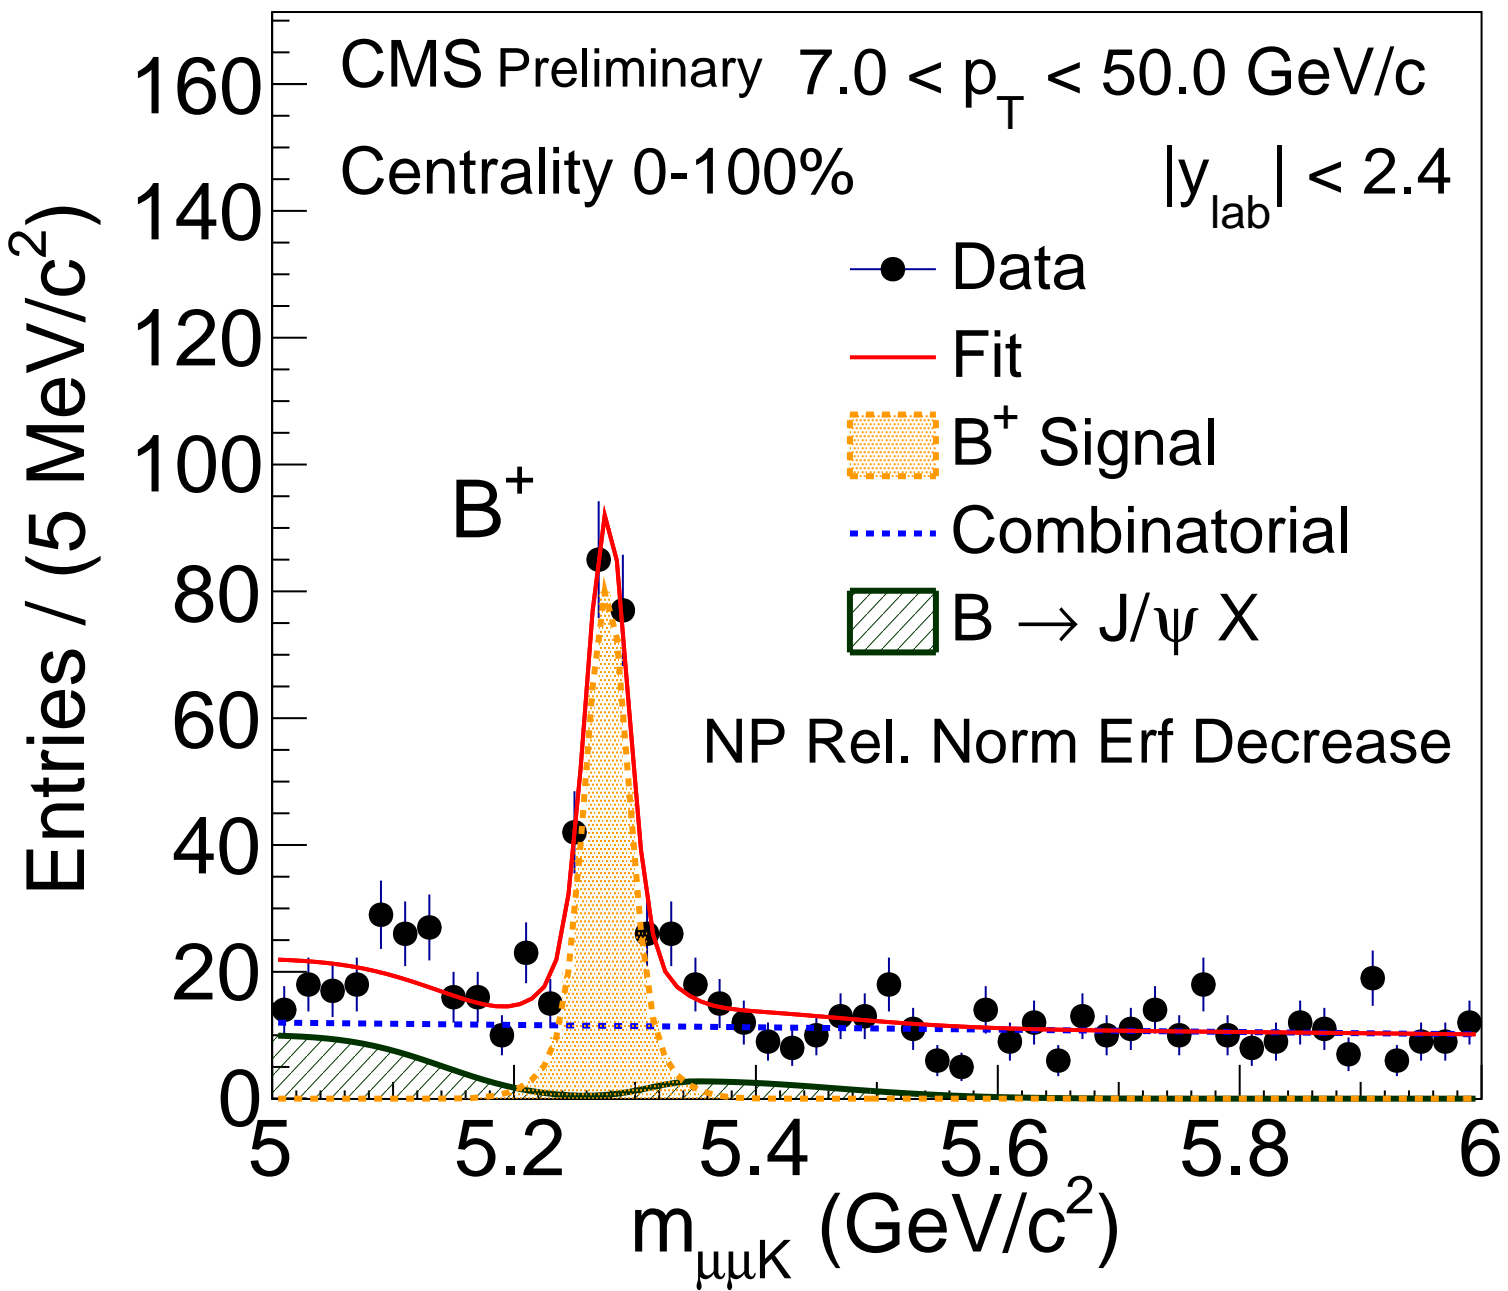 CMS Preliminary 7.0 < p_T < 50.0 GeV/c
Centrality 0-100% |y_lab| < 2.4
Data
Fit
B⁺ Signal
Combinatorial
B → J/ψ X
B⁺
NP Rel. Norm Erf Decrease
Entries / (5 MeV/c²)
160
140
120
100
80
60
40
20
0
5 5.2 5.4 5.6 5.8 6
m_μμK (GeV/c²)